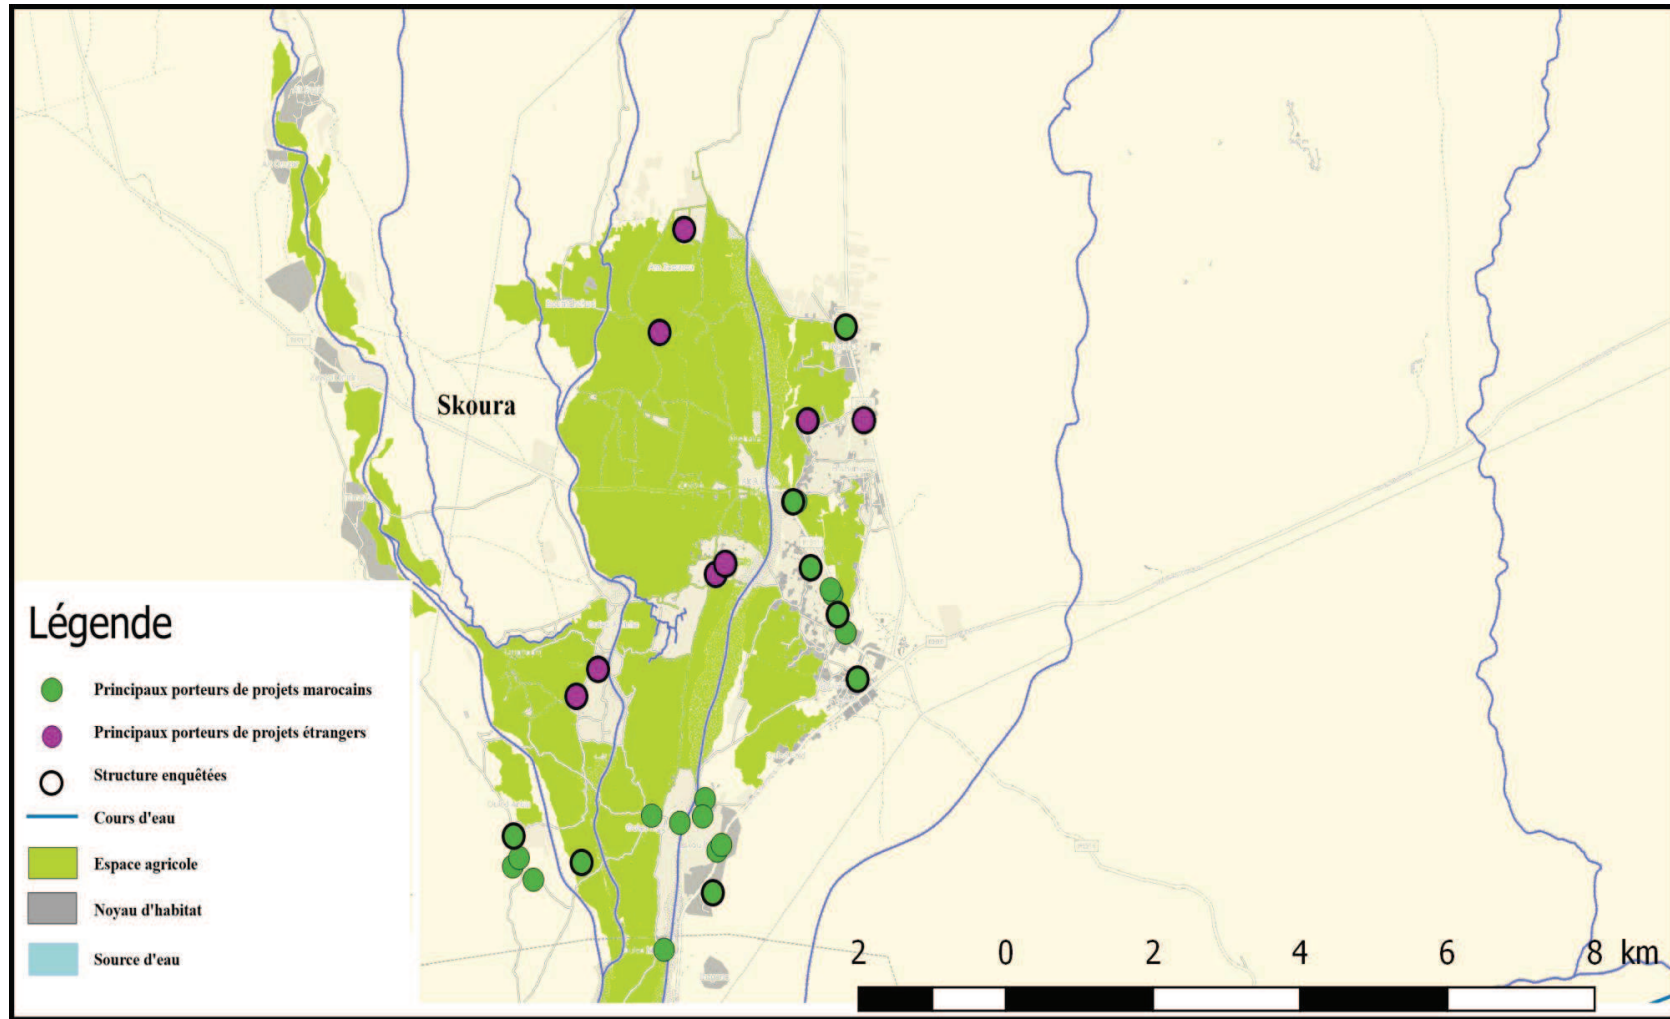 Skoura
Légende
Principaux porteurs de projets marocains
Principaux porteurs de projets étrangers
Structure enquêtées
Cours d'eau
Espace agricole
Noyau d'habitat
Source d'eau
2 0 2 4 6 8 km